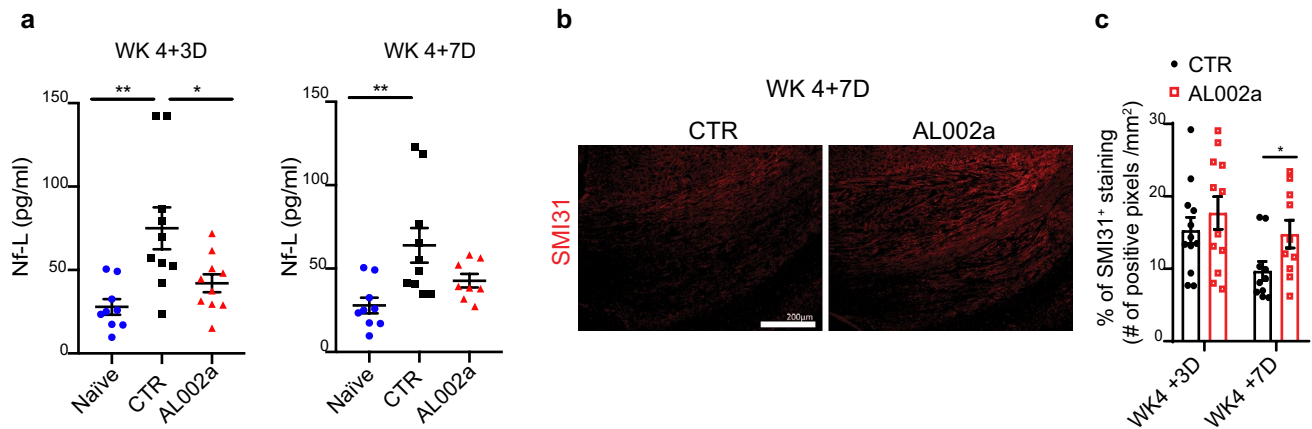 a
WK 4+3D
** *
150
100
50
0
Nf-L (pg/ml)
Naïve
CTR
AL002a
WK 4+7D
**
150
100
50
0
Nf-L (pg/ml)
Naïve
CTR
AL002a
b
WK 4+7D
CTR AL002a
SMI31
200µm
c
CTR
AL002a
% of SMI31⁺ staining
(# of positive pixels /mm²)
30
20
10
0
*
WK4 +3D
WK4 +7D